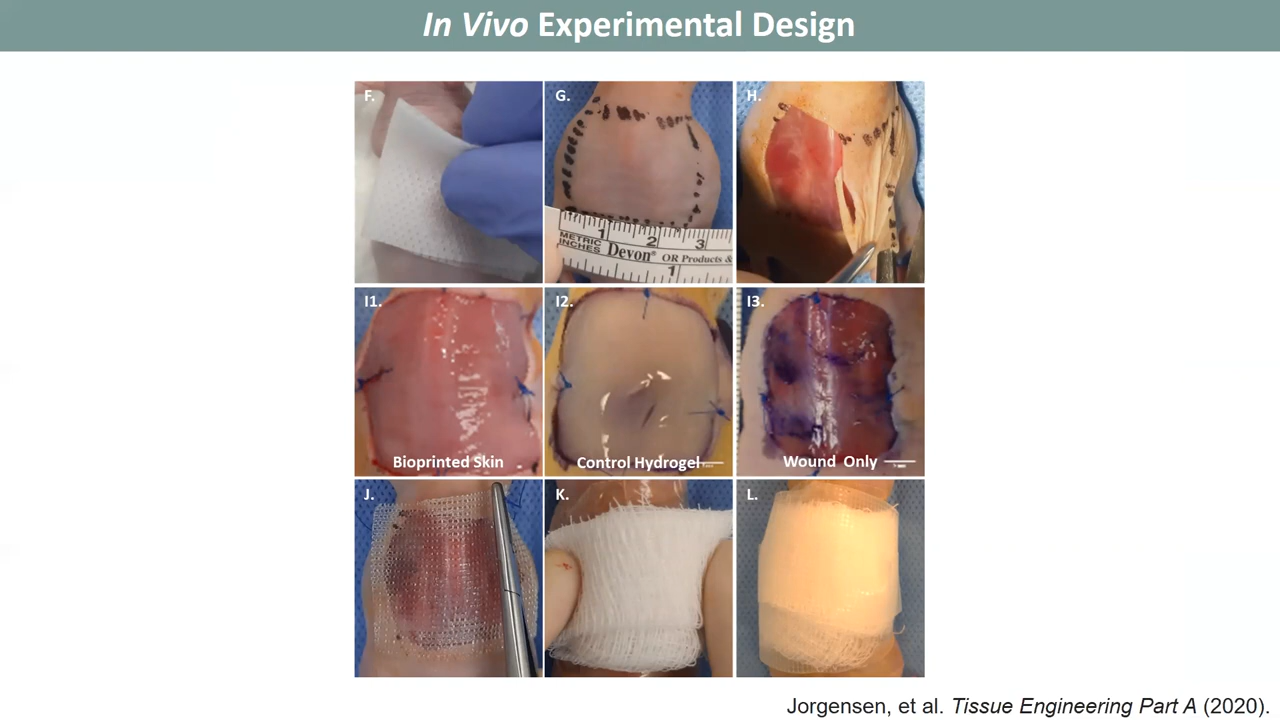 In Vivo Experimental Design
F.
G.
H.
1 2 3
METRIC
INCHES
Devon® OR Products &
1
I1.
I2.
I3.
Bioprinted Skin
Control Hydrogel
Wound Only
J.
K.
L.
Jorgensen, et al. Tissue Engineering Part A (2020).